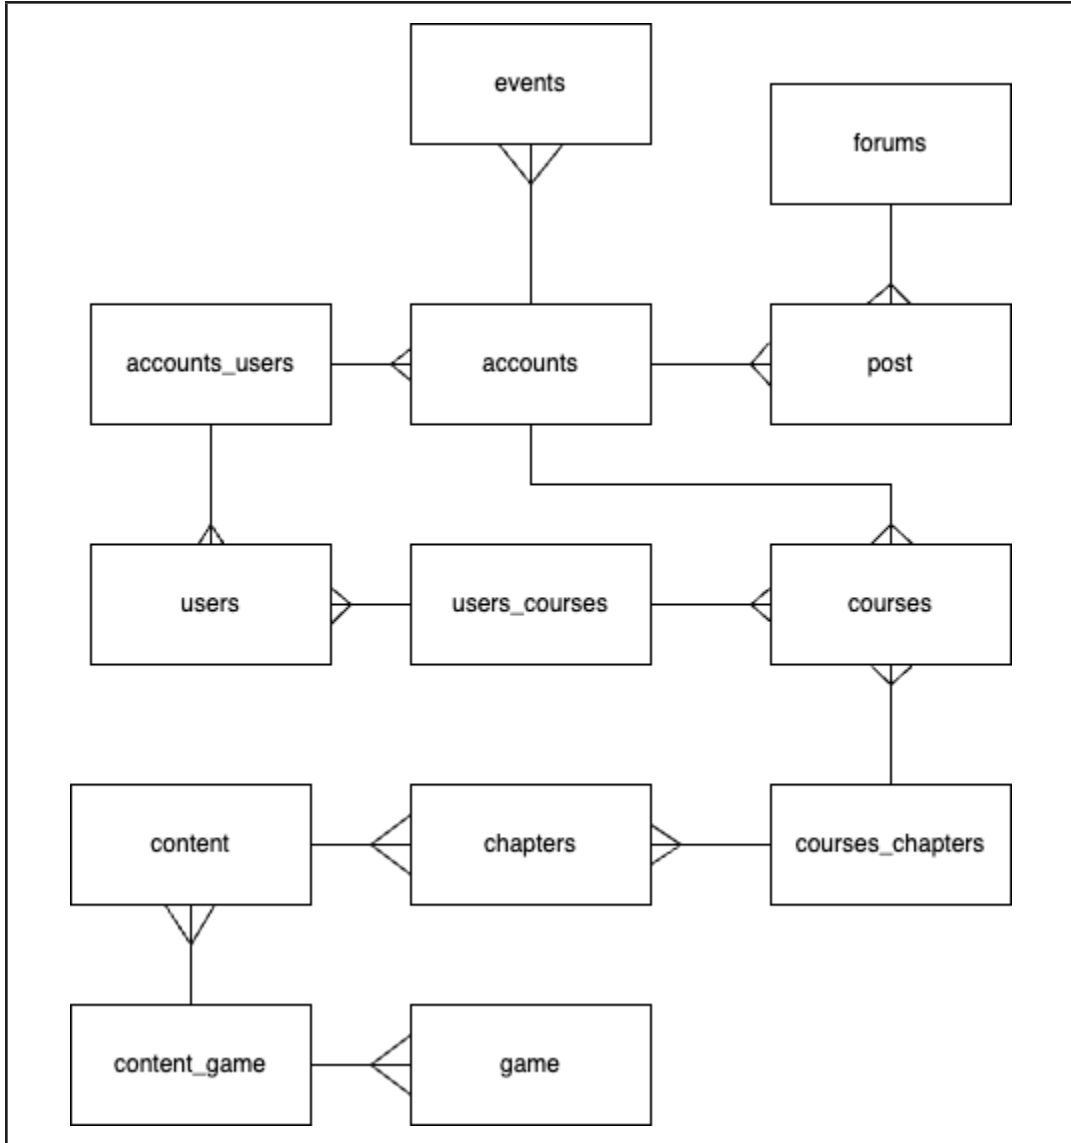 events
forums
accounts_users
accounts
post
users
users_courses
courses
content
chapters
courses_chapters
content_game
game